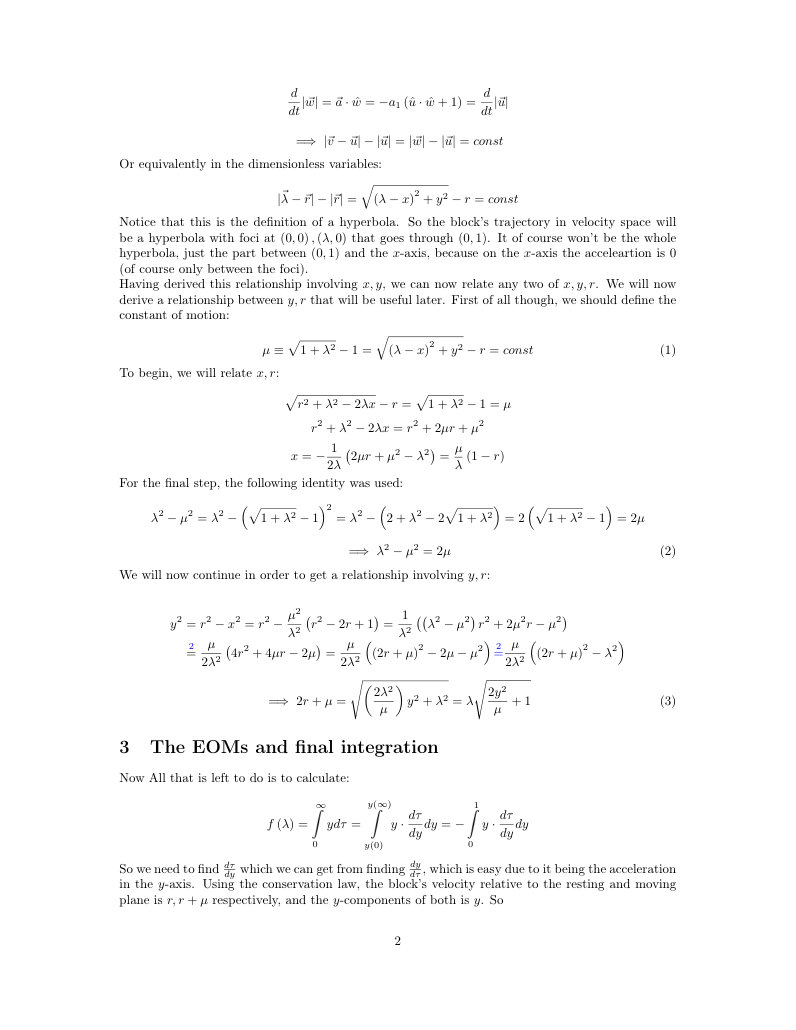 d/dt |w⃗| = a⃗ · ŵ = −a₁ (û · ŵ + 1) = d/dt |u⃗|
⟹ |v⃗ − u⃗| − |u⃗| = |w⃗| − |u⃗| = const
Or equivalently in the dimensionless variables:
|λ⃗ − r⃗| − |r⃗| = √((λ − x)² + y²) − r = const
Notice that this is the definition of a hyperbola. So the block's trajectory in velocity space will
be a hyperbola with foci at (0, 0) , (λ, 0) that goes through (0, 1). It of course won't be the whole
hyperbola, just the part between (0, 1) and the x-axis, because on the x-axis the acceleartion is 0
(of course only between the foci).
Having derived this relationship involving x, y, we can now relate any two of x, y, r. We will now
derive a relationship between y, r that will be useful later. First of all though, we should define the
constant of motion:
μ ≡ √(1 + λ²) − 1 = √((λ − x)² + y²) − r = const (1)
To begin, we will relate x, r:
√(r² + λ² − 2λx) − r = √(1 + λ²) − 1 = μ
r² + λ² − 2λx = r² + 2μr + μ²
x = −1/2λ (2μr + μ² − λ²) = μ/λ (1 − r)
For the final step, the following identity was used:
λ² − μ² = λ² − (√(1 + λ²) − 1)² = λ² − (2 + λ² − 2√(1 + λ²)) = 2 (√(1 + λ²) − 1) = 2μ
⟹ λ² − μ² = 2μ (2)
We will now continue in order to get a relationship involving y, r:
y² = r² − x² = r² − μ²/λ² (r² − 2r + 1) = 1/λ² ((λ² − μ²) r² + 2μ²r − μ²)
=² μ/2λ² (4r² + 4μr − 2μ) = μ/2λ² ((2r + μ)² − 2μ − μ²) =² μ/2λ² ((2r + μ)² − λ²)
⟹ 2r + μ = √((2λ²/μ) y² + λ²) = λ√(2y²/μ + 1) (3)
3 The EOMs and final integration
Now All that is left to do is to calculate:
f (λ) = ∫₀^∞ ydτ = ∫_{y(0)}^{y(∞)} y · dτ/dy dy = − ∫₀¹ y · dτ/dy dy
So we need to find dτ/dy which we can get from finding dy/dτ, which is easy due to it being the acceleration
in the y-axis. Using the conservation law, the block's velocity relative to the resting and moving
plane is r, r + μ respectively, and the y-components of both is y. So
2